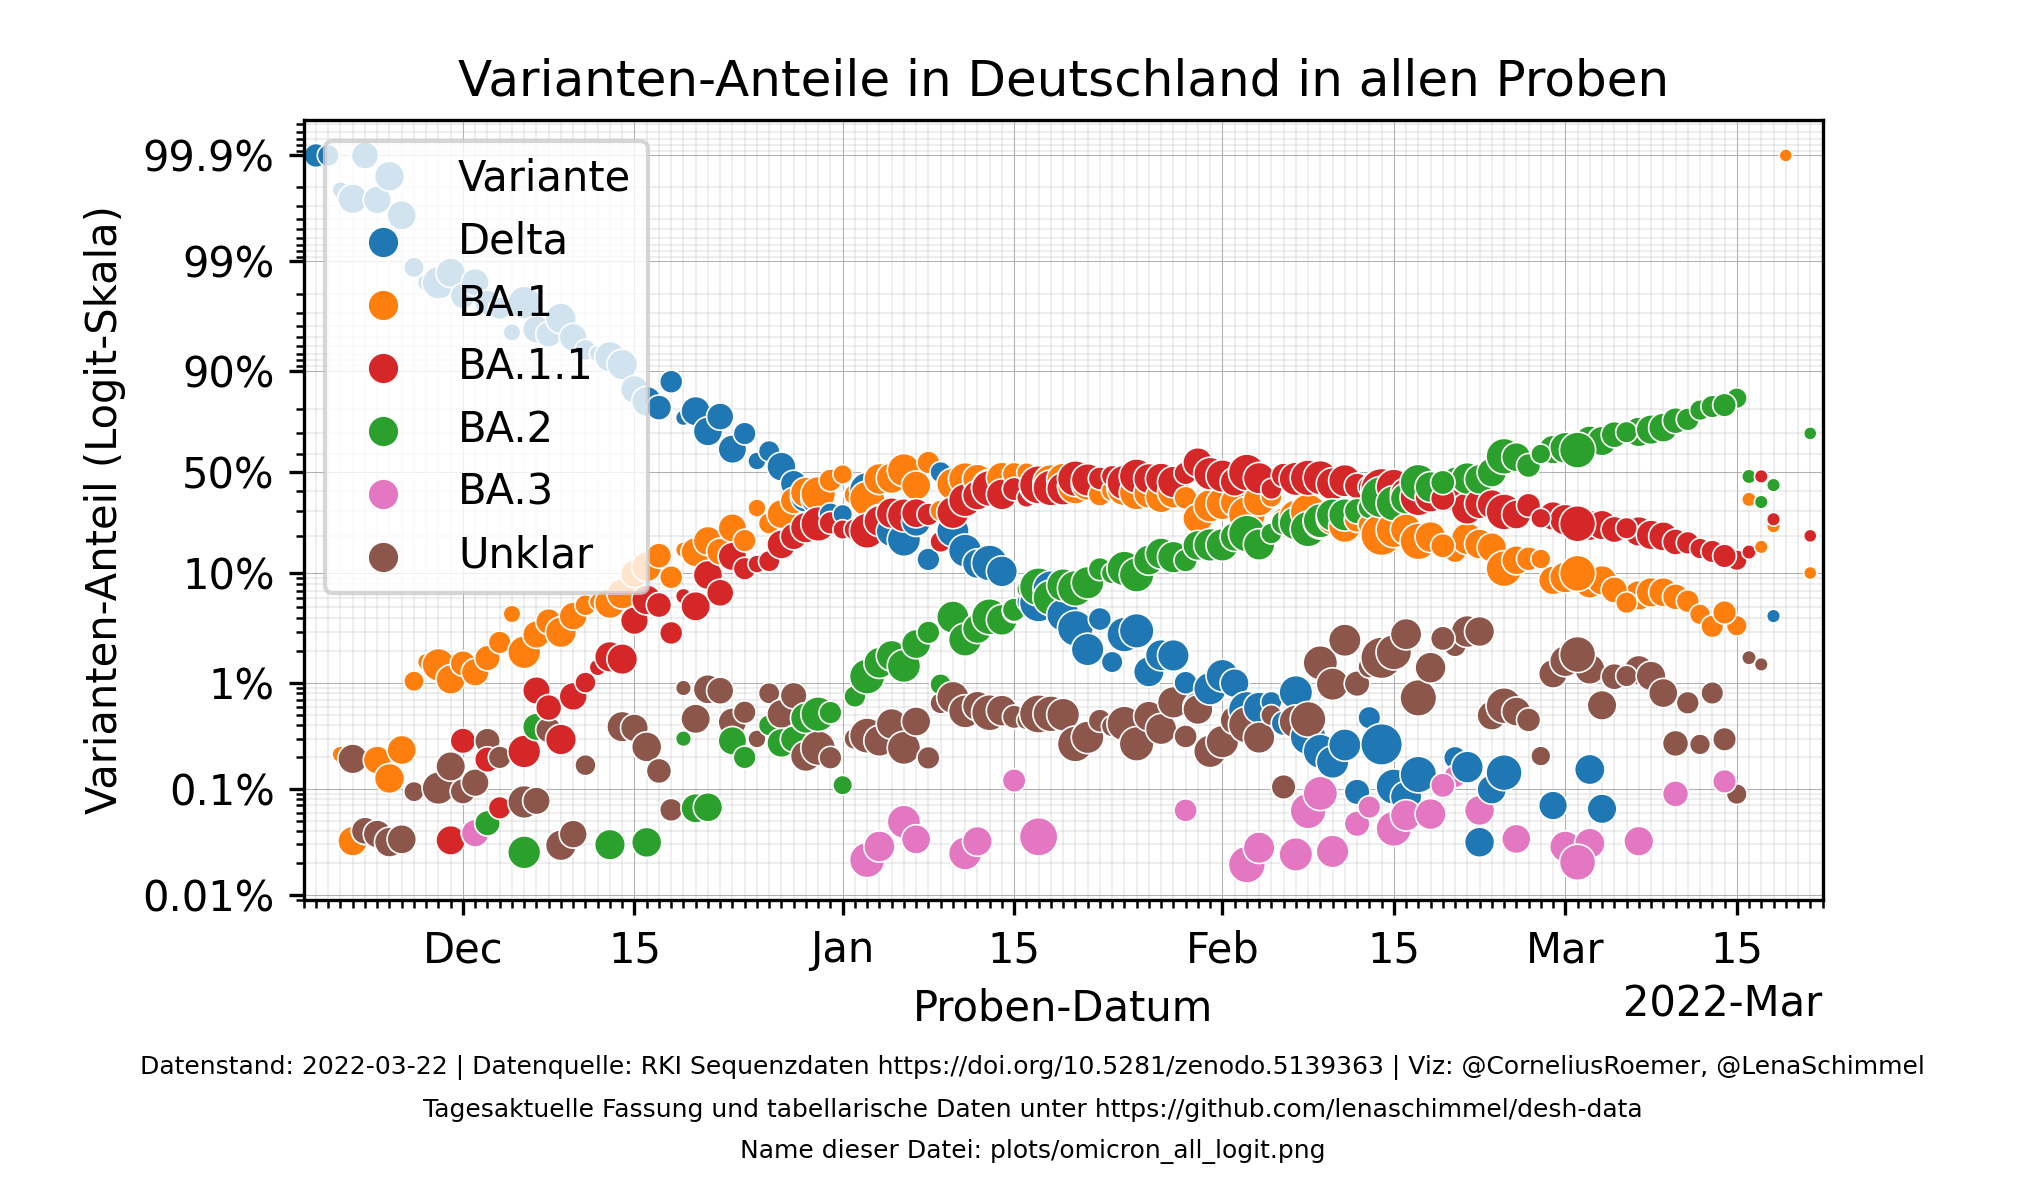 Varianten-Anteile in Deutschland in allen Proben
Varianten-Anteil (Logit-Skala)
99.9%
99%
90%
50%
10%
1%
0.1%
0.01%
Variante
Delta
BA.1
BA.1.1
BA.2
BA.3
Unklar
Dec 15 Jan 15 Feb 15 Mar 15
Proben-Datum
2022-Mar
Datenstand: 2022-03-22 | Datenquelle: RKI Sequenzdaten https://doi.org/10.5281/zenodo.5139363 | Viz: @CorneliusRoemer, @LenaSchimmel
Tagesaktuelle Fassung und tabellarische Daten unter https://github.com/lenaschimmel/desh-data
Name dieser Datei: plots/omicron_all_logit.png